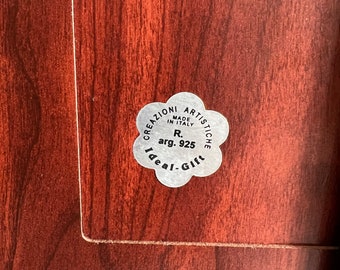 CREAZIONI ARTISTICHE
MADE
IN ITALY
R.
arg. 925
Ideal-Gift